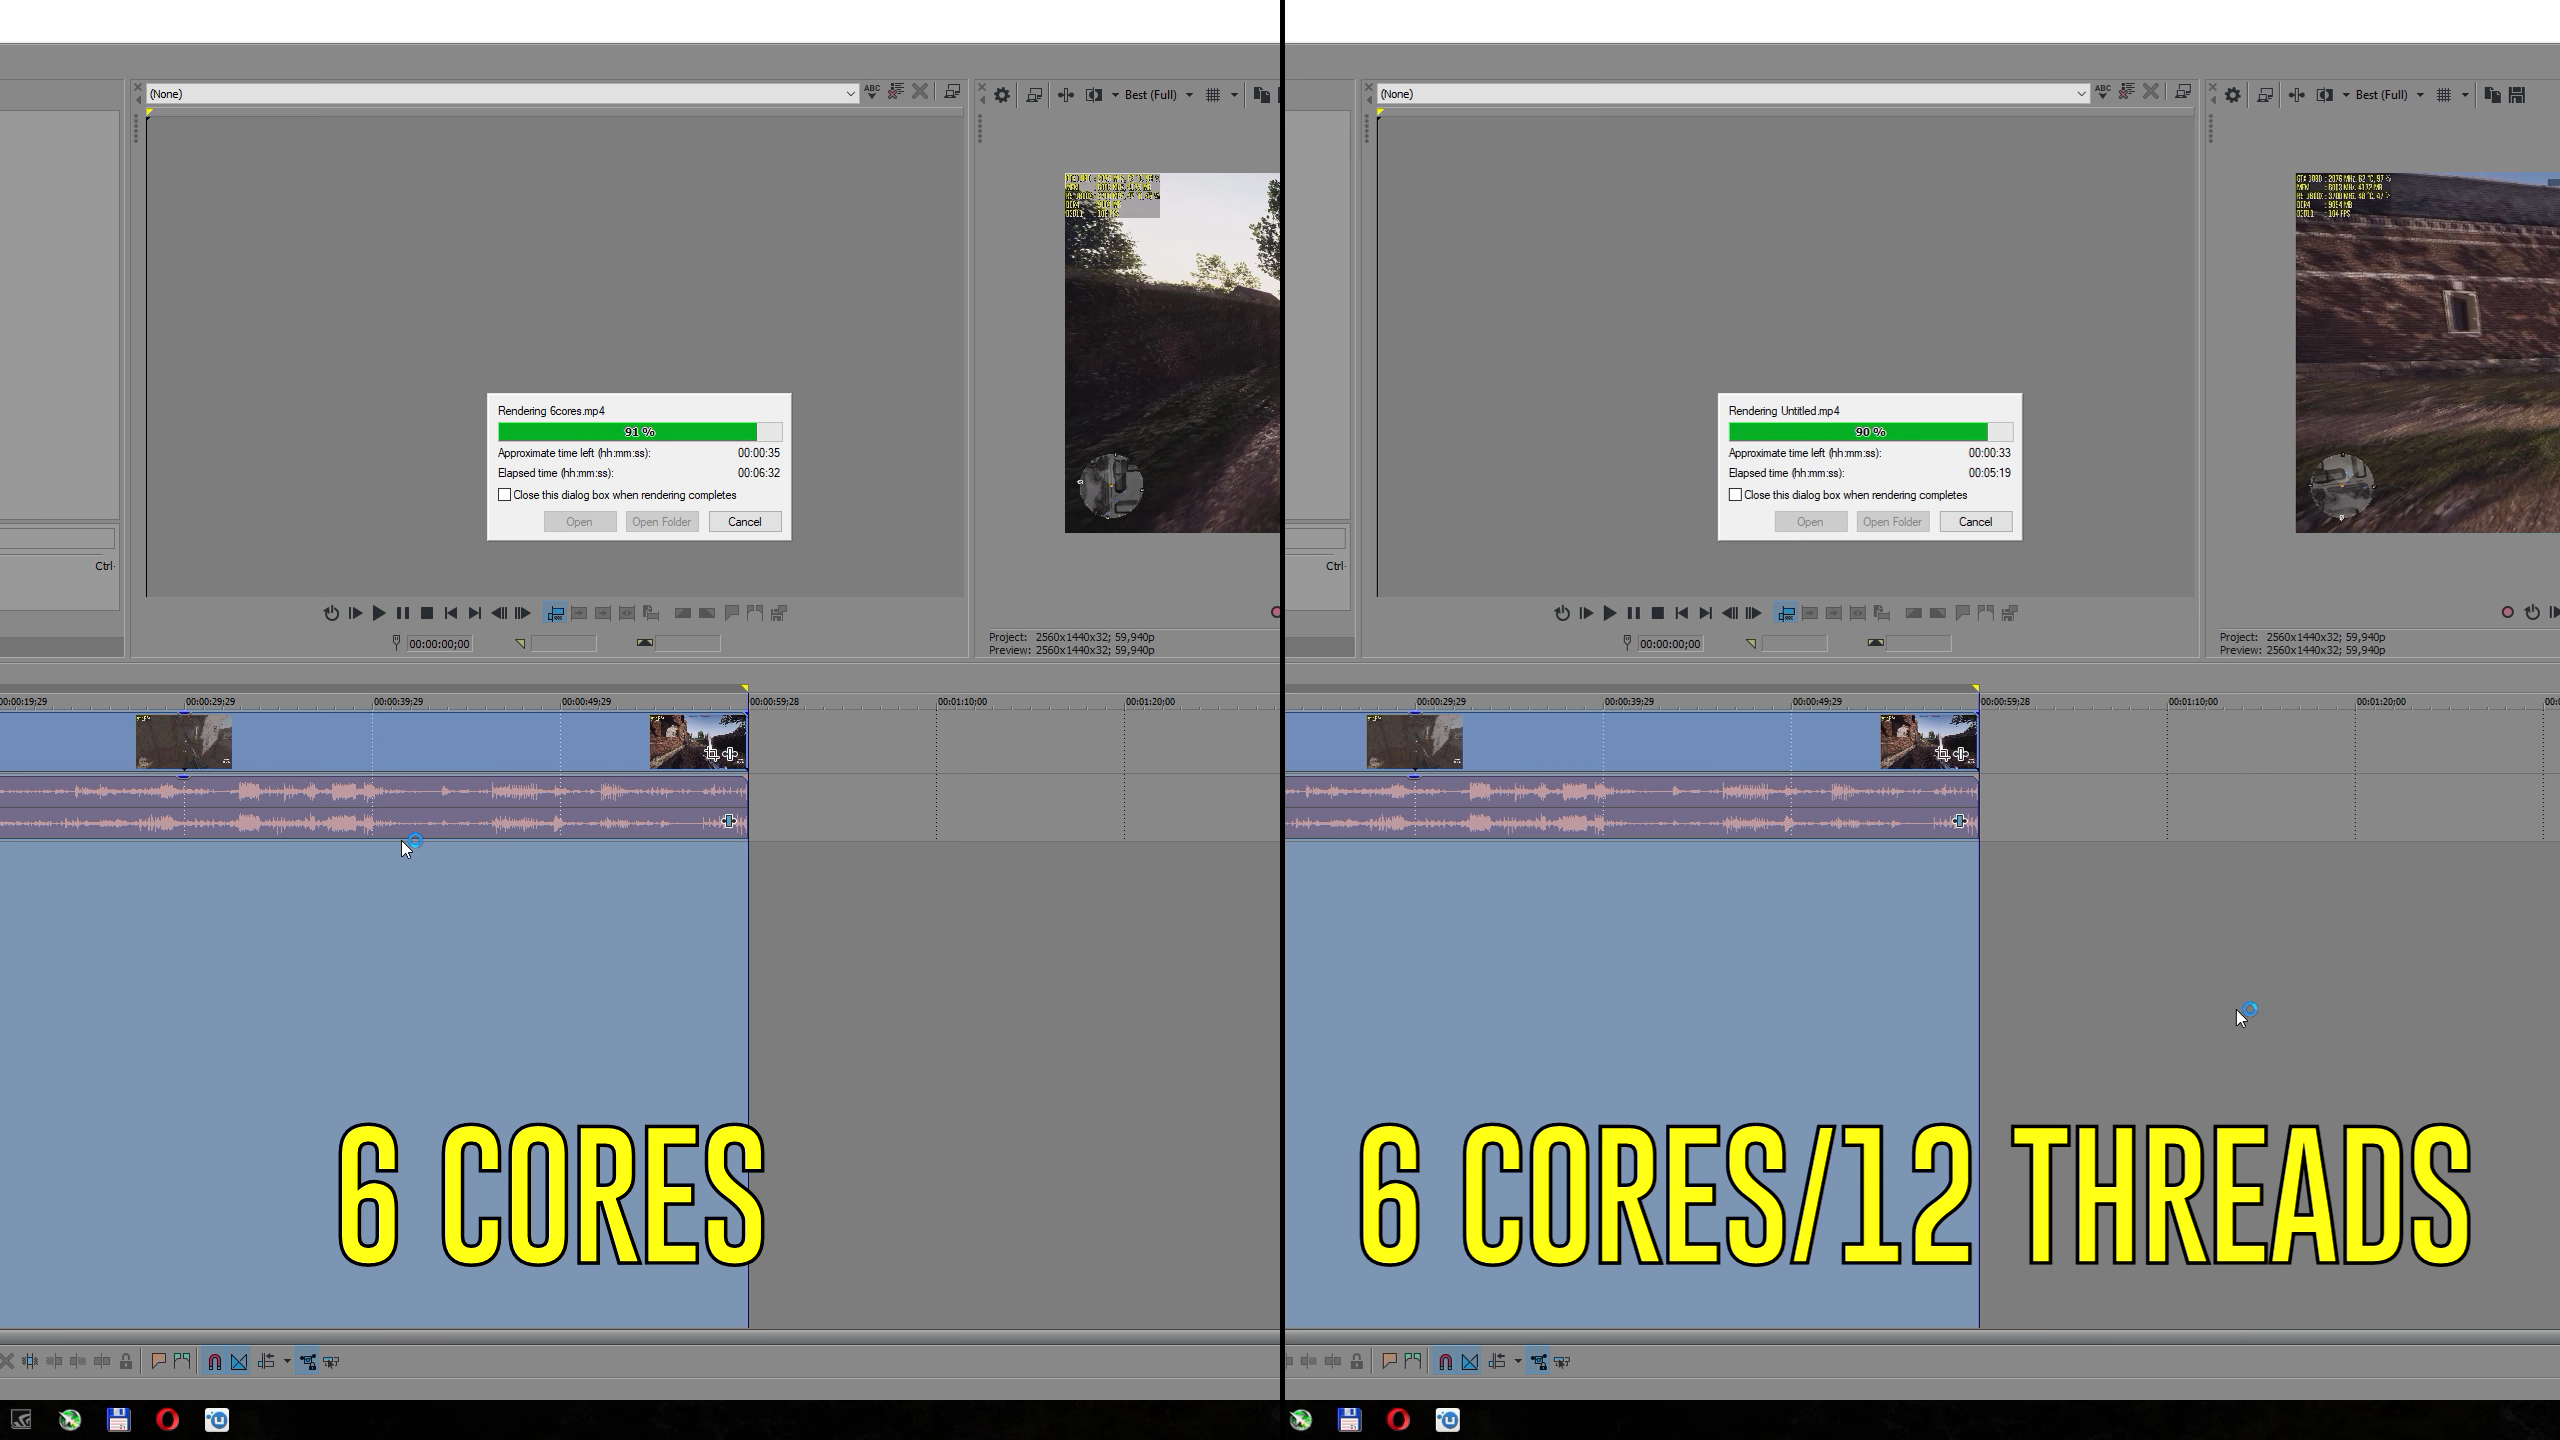 (None)
ABC
Best (Full)
Rendering 6cores.mp4
91 %
Approximate time left (hh:mm:ss): 00:00:35
Elapsed time (hh:mm:ss): 00:06:32
Close this dialog box when rendering completes
Open Open Folder Cancel
Ctrl-
00:00:00;00
Project: 2560x1440x32; 59,940p
Preview: 2560x1440x32; 59,940p
00:00:19;29 00:00:29;29 00:00:39;29 00:00:49;29 00:00:59;28 00:01:10;00 00:01:20;00
6 CORES
(None)
ABC
Best (Full)
Rendering Untitled.mp4
90 %
Approximate time left (hh:mm:ss): 00:00:33
Elapsed time (hh:mm:ss): 00:05:19
Close this dialog box when rendering completes
Open Open Folder Cancel
Ctrl-
00:00:00;00
Project: 2560x1440x32; 59,940p
Preview: 2560x1440x32; 59,940p
00:00:29;29 00:00:39;29 00:00:49;29 00:00:59;28 00:01:10;00 00:01:20;00
6 CORES/12 THREADS